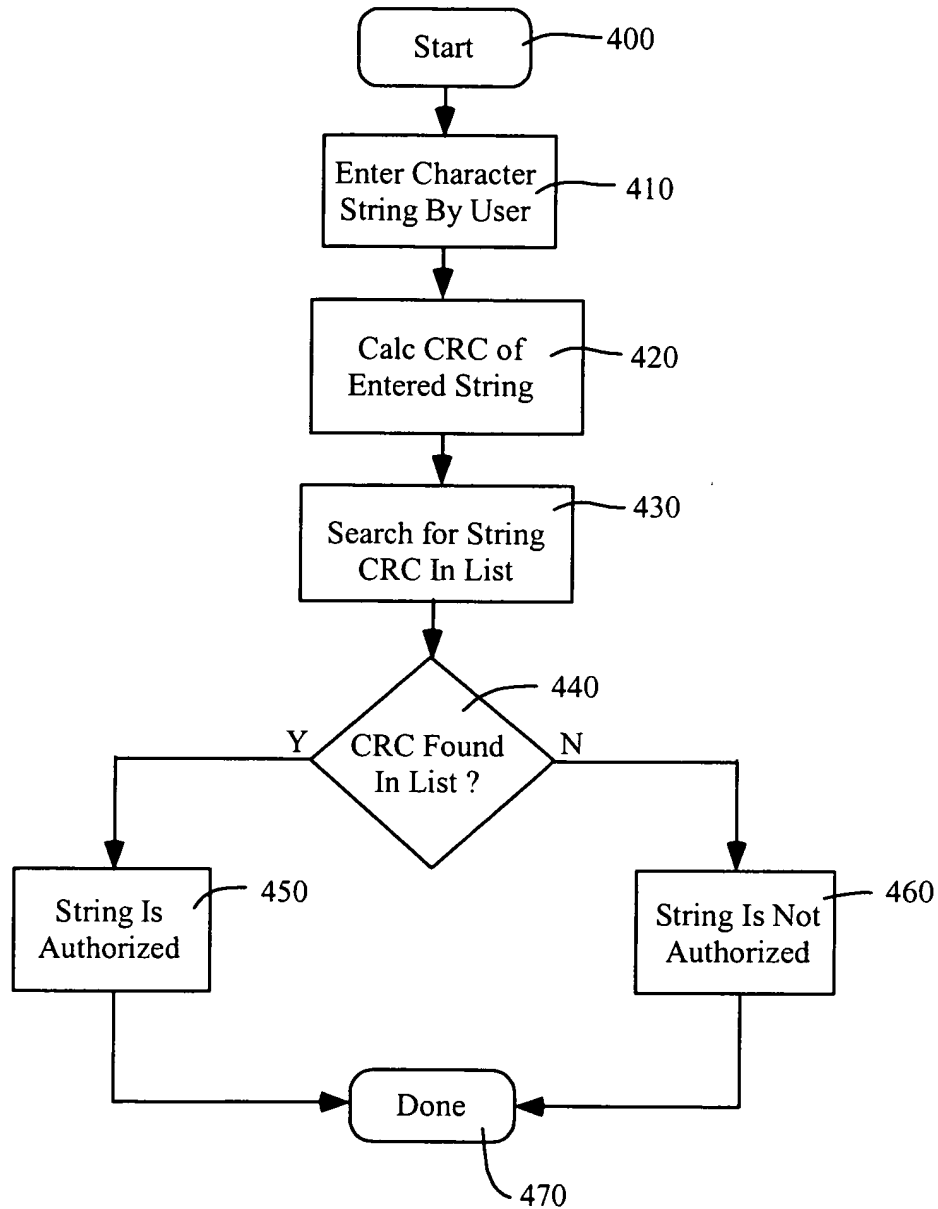 Start
400
Enter Character
String By User
410
Calc CRC of
Entered String
420
Search for String
CRC In List
430
440
CRC Found
In List ?
Y
N
String Is
Authorized
450
String Is Not
Authorized
460
Done
470